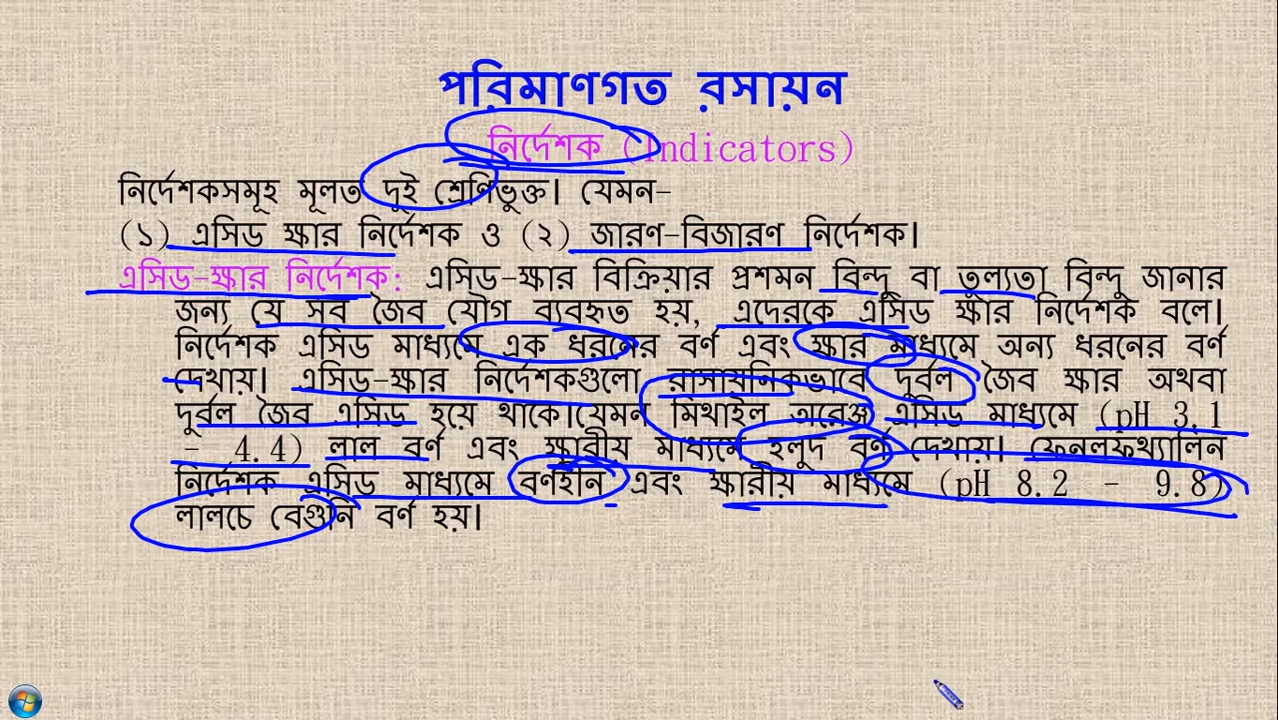 পরিমাণগত রসায়ন
নির্দেশক (Indicators)
নির্দেশকসমূহ মূলত দুই শ্রেণিভুক্ত। যেমন-
(১) এসিড ক্ষার নির্দেশক ও (২) জারণ-বিজারণ নির্দেশক।
এসিড-ক্ষার নির্দেশক: এসিড-ক্ষার বিক্রিয়ার প্রশমন বিন্দু বা তুল্যতা বিন্দু জানার
জন্য যে সব জৈব যৌগ ব্যবহৃত হয়, এদেরকে এসিড ক্ষার নির্দেশক বলে।
নির্দেশক এসিড মাধ্যমে এক ধরনের বর্ণ এবং ক্ষার মাধ্যমে অন্য ধরনের বর্ণ
দেখায়। এসিড-ক্ষার নির্দেশকগুলো রাসায়নিকভাবে দুর্বল জৈব ক্ষার অথবা
দুর্বল জৈব এসিড হয়ে থাকে।যেমন মিথাইল অরেঞ্জ এসিড মাধ্যমে (pH 3.1
- 4.4) লাল বর্ণ এবং ক্ষারীয় মাধ্যমে হলুদ বর্ণ দেখায়। ফেনলফথ্যালিন
নির্দেশক এসিড মাধ্যমে বর্ণহীন এবং ক্ষারীয় মাধ্যমে (pH 8.2 - 9.8)
লালচে বেগুনি বর্ণ হয়।